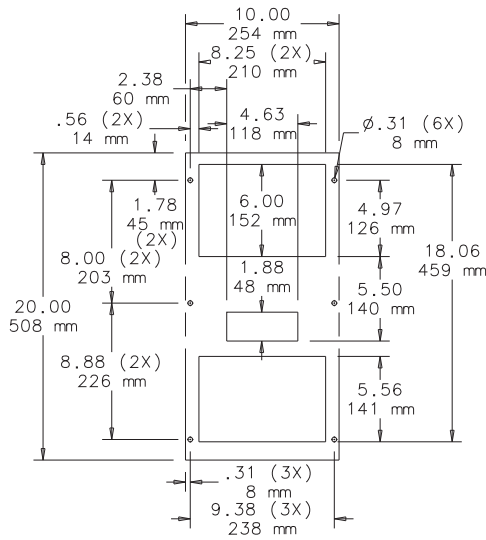 10.00
254 mm
8.25 (2X)
210 mm
2.38
60 mm
.56 (2X)
14 mm
4.63
118 mm
Ø.31 (6X)
8 mm
1.78
45 mm
(2X)
6.00
152 mm
4.97
126 mm
8.00 (2X)
203 mm
18.06
459 mm
1.88
48 mm
5.50
140 mm
20.00
508 mm
8.88 (2X)
226 mm
5.56
141 mm
.31 (3X)
8 mm
9.38 (3X)
238 mm